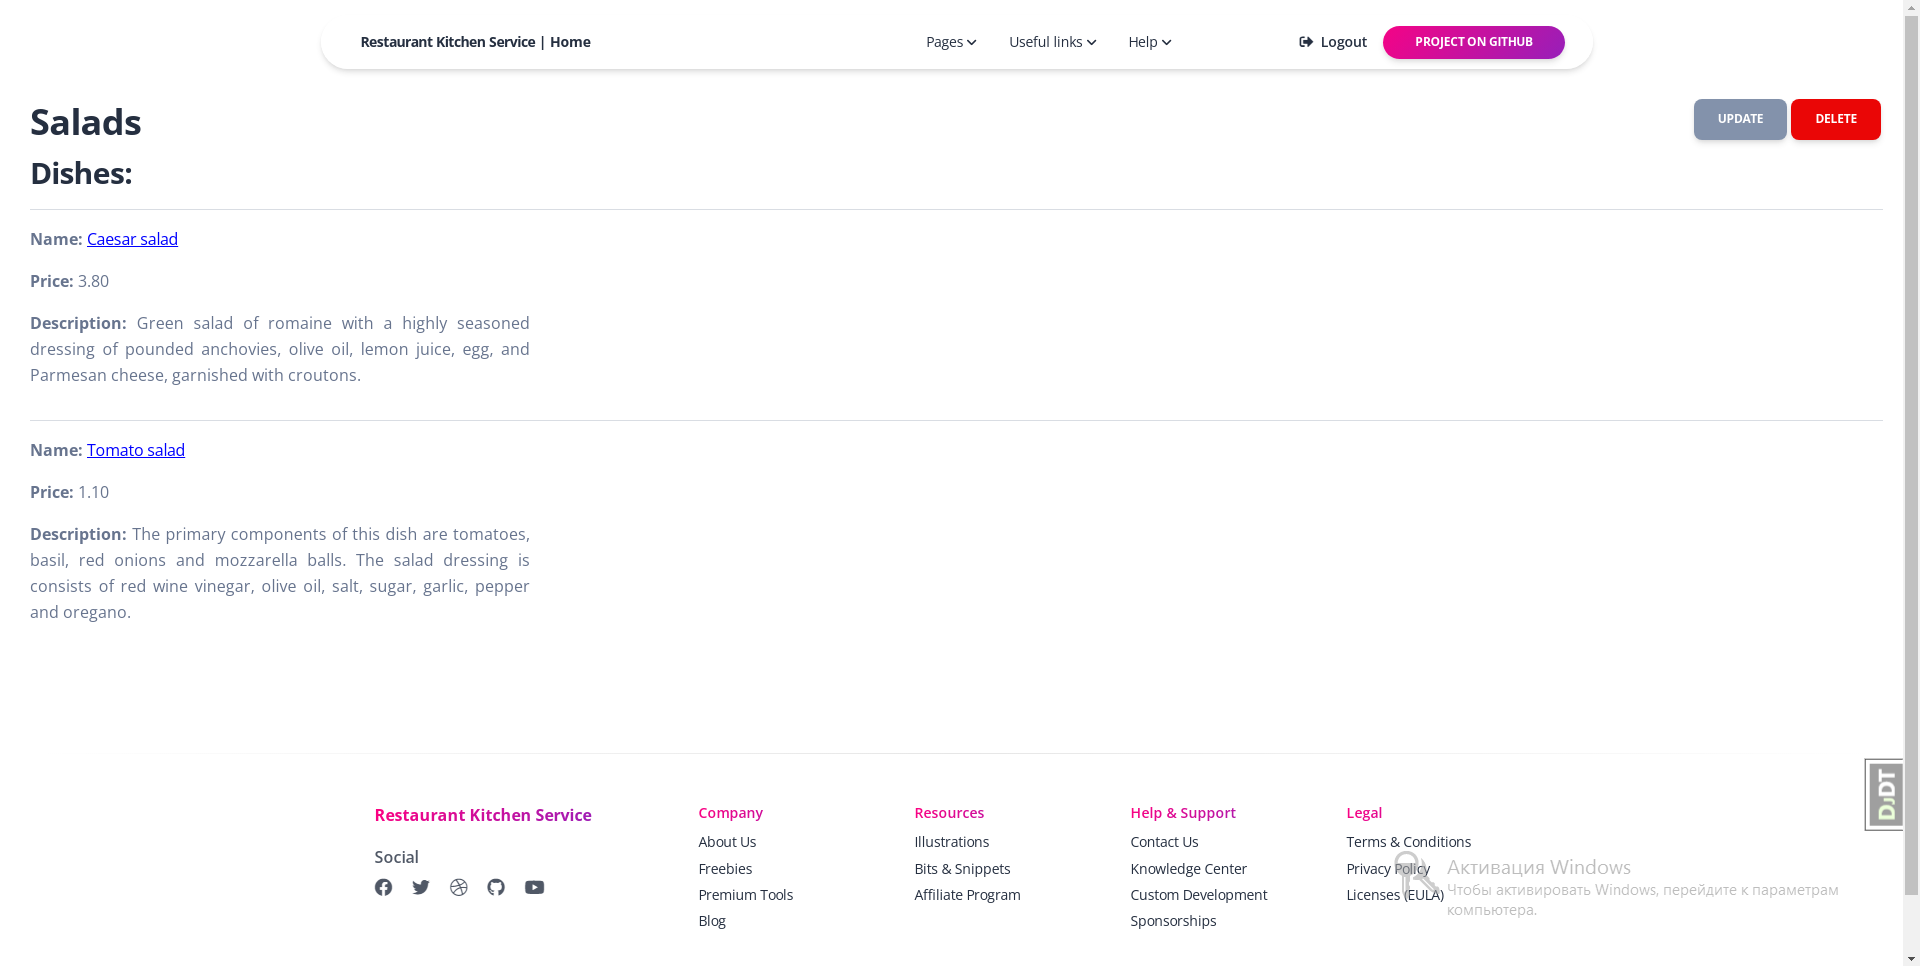 Restaurant Kitchen Service | Home
Pages
Useful links
Help
Logout
PROJECT ON GITHUB
Salads
UPDATE
DELETE
Dishes:
Name: Caesar salad
Price: 3.80
Description: Green salad of romaine with a highly seasoned
dressing of pounded anchovies, olive oil, lemon juice, egg, and
Parmesan cheese, garnished with croutons.
Name: Tomato salad
Price: 1.10
Description: The primary components of this dish are tomatoes,
basil, red onions and mozzarella balls. The salad dressing is
consists of red wine vinegar, olive oil, salt, sugar, garlic, pepper
and oregano.
DJDT
Restaurant Kitchen Service
Social
Company
About Us
Freebies
Premium Tools
Blog
Resources
Illustrations
Bits & Snippets
Affiliate Program
Help & Support
Contact Us
Knowledge Center
Custom Development
Sponsorships
Legal
Terms & Conditions
Privacy Policy
Licenses (EULA)
Активация Windows
Чтобы активировать Windows, перейдите к параметрам
компьютера.